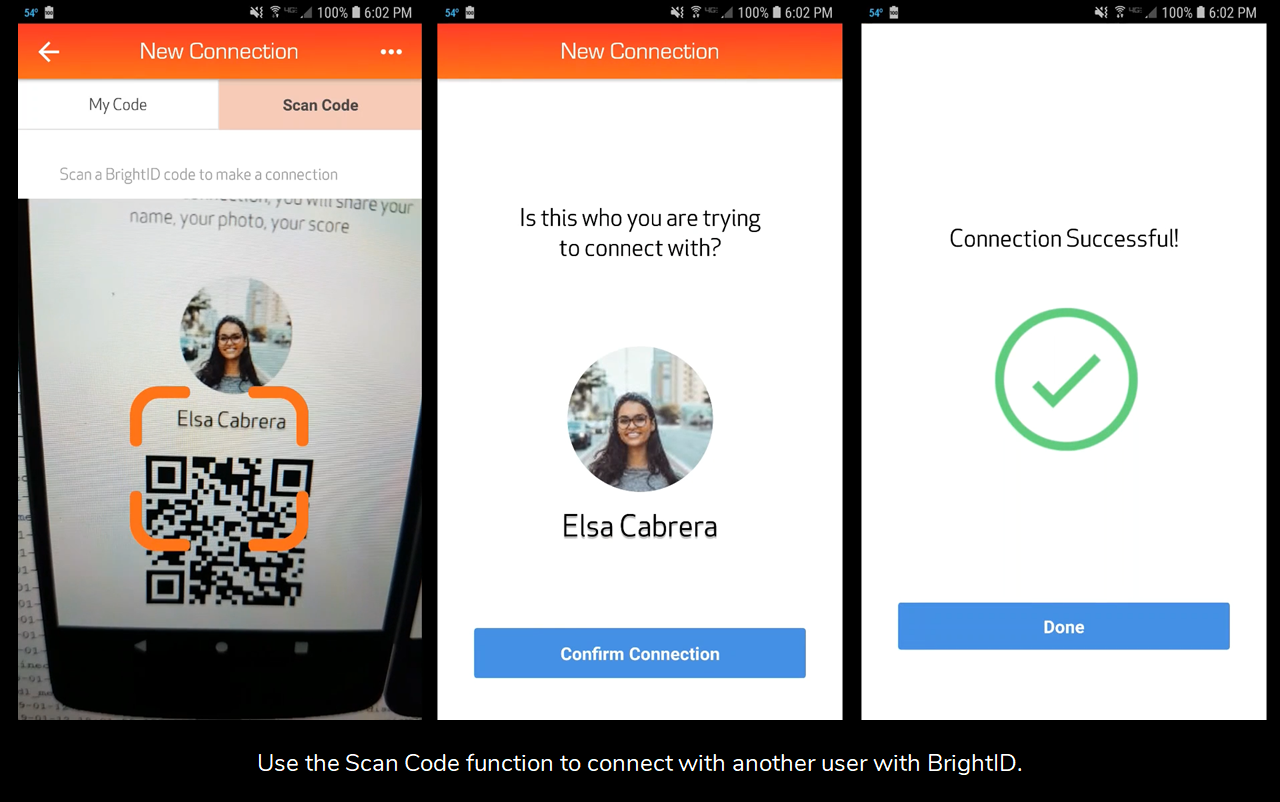 54°
100% 6:02 PM
New Connection
My Code
Scan Code
Scan a BrightID code to make a connection
you will share your
name, your photo, your score
Elsa Cabrera
54°
100% 6:02 PM
New Connection
Is this who you are trying
to connect with?
Elsa Cabrera
Confirm Connection
54°
100% 6:02 PM
Connection Successful!
Done
Use the Scan Code function to connect with another user with BrightID.